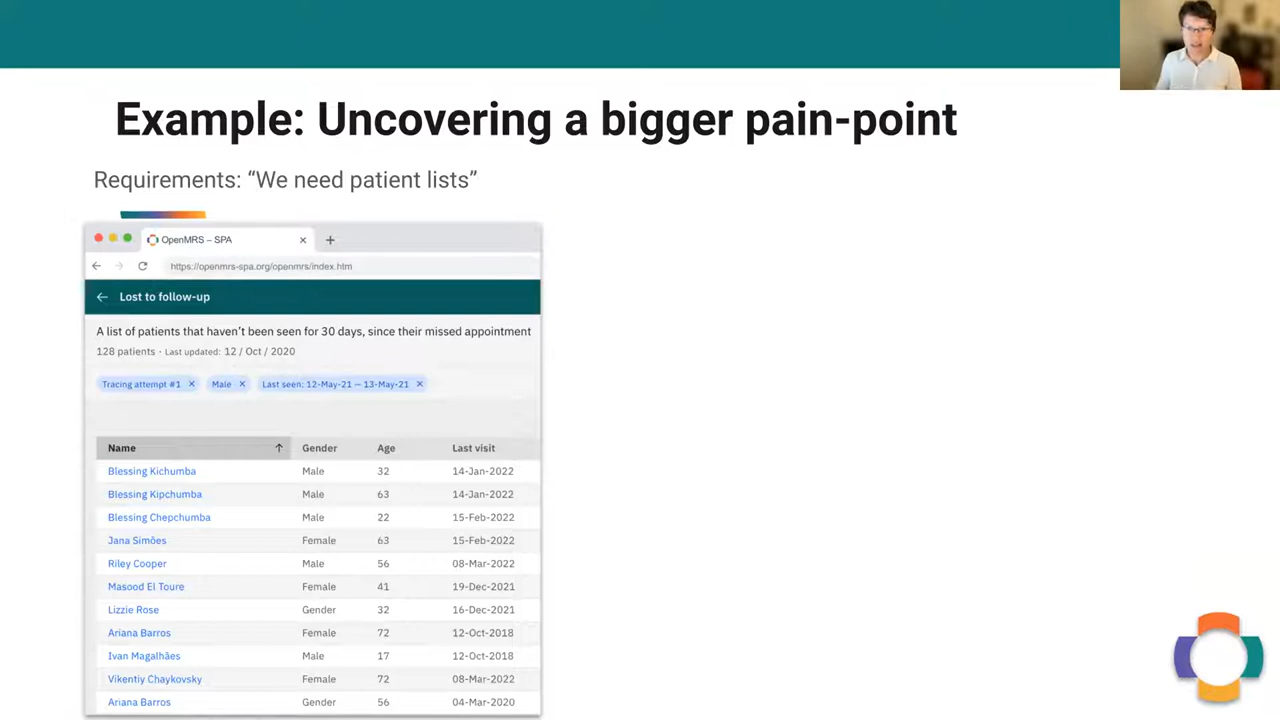 Example: Uncovering a bigger pain-point
Requirements: “We need patient lists”
OpenMRS – SPA
https://openmrs-spa.org/openmrs/index.htm
Lost to follow-up
A list of patients that haven’t been seen for 30 days, since their missed appointment
128 patients · Last updated: 12 / Oct / 2020
Tracing attempt #1 × Male × Last seen: 12-May-21 — 13-May-21 ×
Name Gender Age Last visit
Blessing Kichumba Male 32 14-Jan-2022
Blessing Kipchumba Male 63 14-Jan-2022
Blessing Chepchumba Male 22 15-Feb-2022
Jana Simões Female 63 15-Feb-2022
Riley Cooper Male 56 08-Mar-2022
Masood El Toure Female 41 19-Dec-2021
Lizzie Rose Gender 32 16-Dec-2021
Ariana Barros Female 72 12-Oct-2018
Ivan Magalhães Male 17 12-Oct-2018
Vikentiy Chaykovsky Female 72 08-Mar-2022
Ariana Barros Gender 56 04-Mar-2020